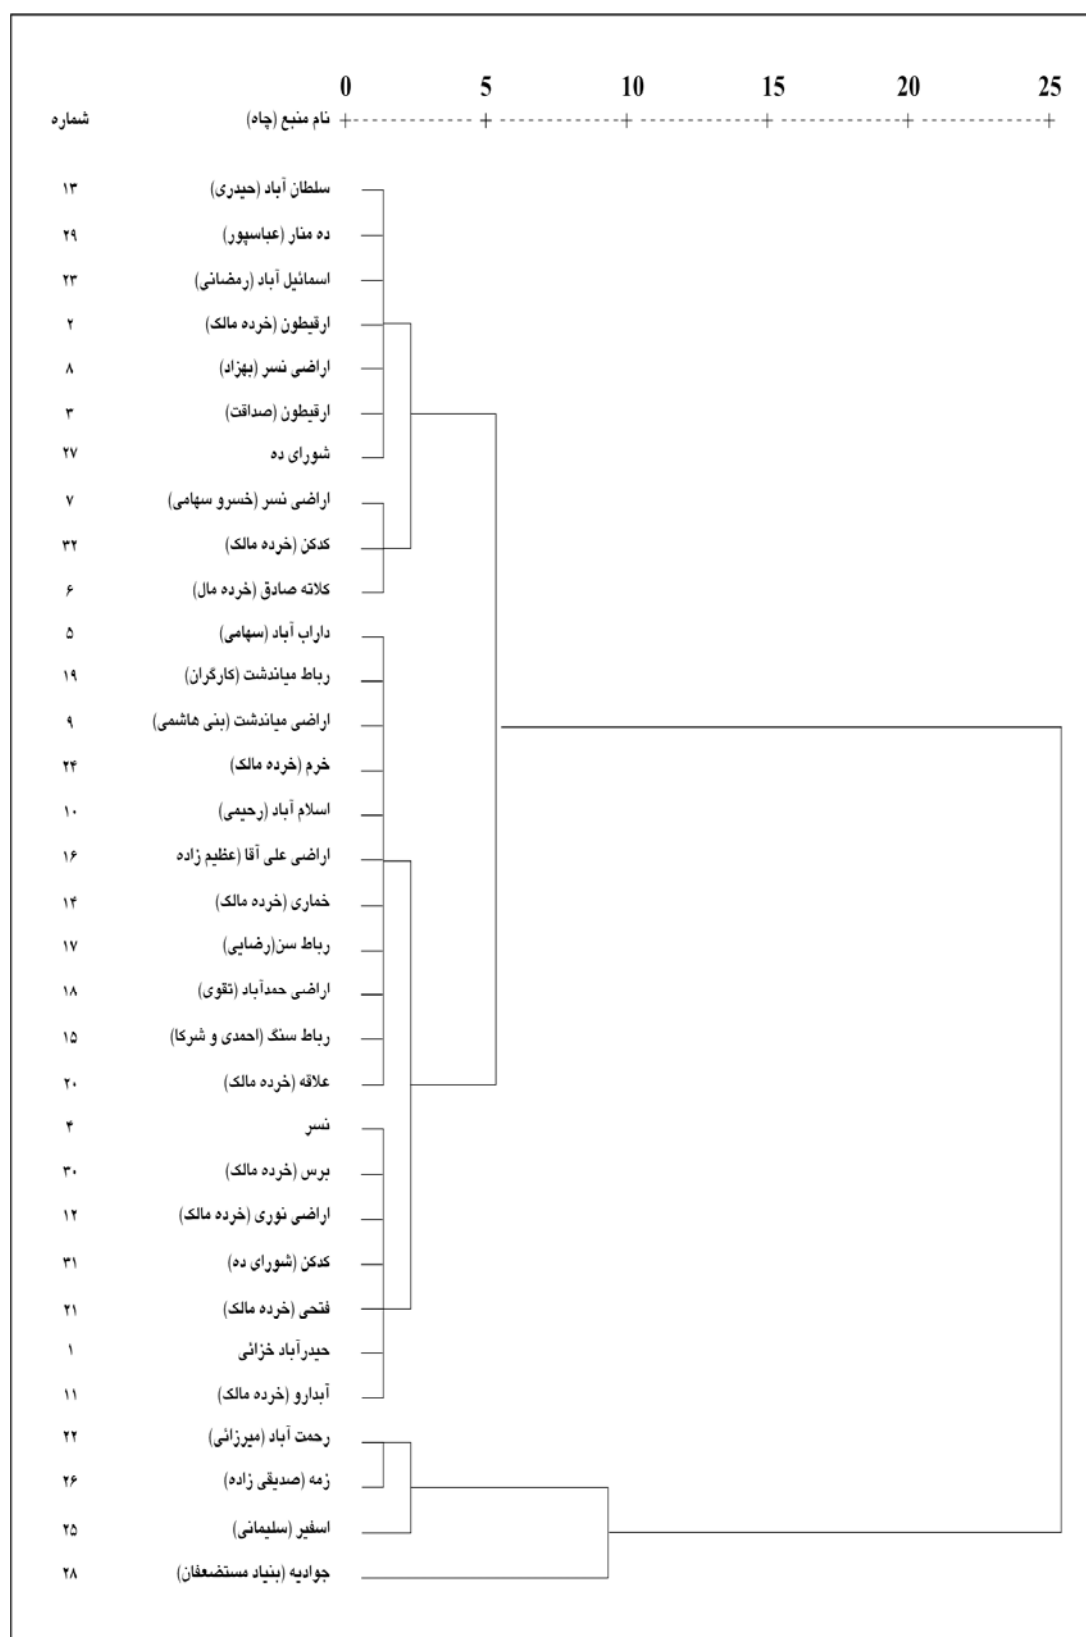 0 5 10 15 20 25
شماره نام منبع (چاه)
۱۳ سلطان آباد (حیدری)
۲۹ ده منار (عباسپور)
۲۳ اسمائیل آباد (رمضانی)
۲ ارقیطون (خرده مالک)
۸ اراضی نسر (بهزاد)
۳ ارقیطون (صداقت)
۲۷ شورای ده
۷ اراضی نسر (خسرو سهامی)
۳۲ کدکن (خرده مالک)
۶ کلاته صادق (خرده مال)
۵ داراب آباد (سهامی)
۱۹ رباط میاندشت (کارگران)
۹ اراضی میاندشت (بنی هاشمی)
۲۴ خرم (خرده مالک)
۱۰ اسلام آباد (رحیمی)
۱۶ اراضی علی آقا (عظیم زاده
۱۴ خماری (خرده مالک)
۱۷ رباط سن(رضایی)
۱۸ اراضی حمدآباد (تقوی)
۱۵ رباط سنگ (احمدی و شرکا)
۲۰ علاقه (خرده مالک)
۴ نسر
۳۰ برس (خرده مالک)
۱۲ اراضی نوری (خرده مالک)
۳۱ کدکن (شورای ده)
۲۱ فتحی (خرده مالک)
۱ حیدرآباد خزائی
۱۱ آبدارو (خرده مالک)
۲۲ رحمت آباد (میرزائی)
۲۶ زمه (صدیقی زاده)
۲۵ اسفیر (سلیمانی)
۲۸ جوادیه (بنیاد مستضعفان)